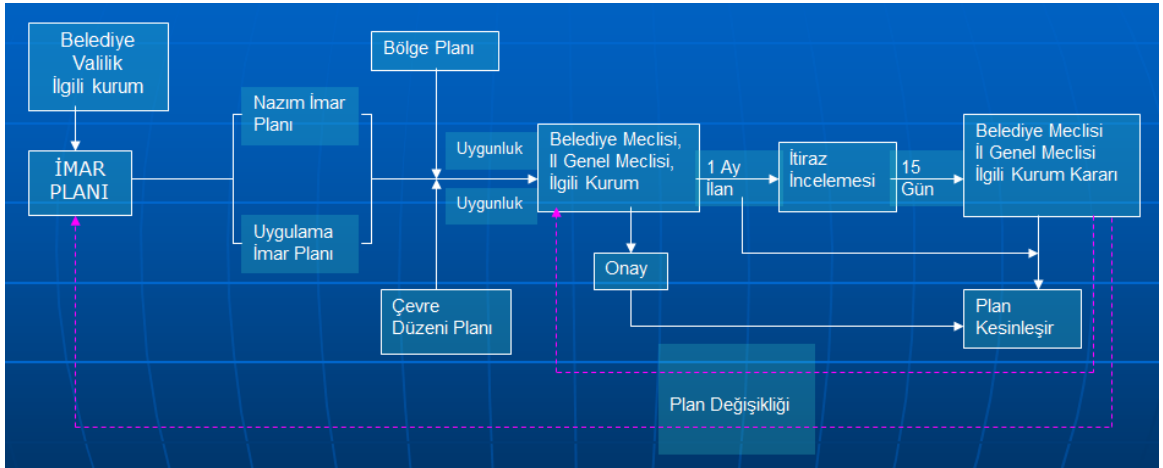 Belediye
Valilik
İlgili kurum
İMAR
PLANI
Nazım İmar
Planı
Uygulama
İmar Planı
Bölge Planı
Çevre
Düzeni Planı
Uygunluk
Uygunluk
Belediye Meclisi,
Il Genel Meclisi,
İlgili Kurum
Onay
1 Ay
İlan
İtiraz
İncelemesi
15
Gün
Belediye Meclisi
İl Genel Meclisi
İlgili Kurum Kararı
Plan
Kesinleşir
Plan Değişikliği